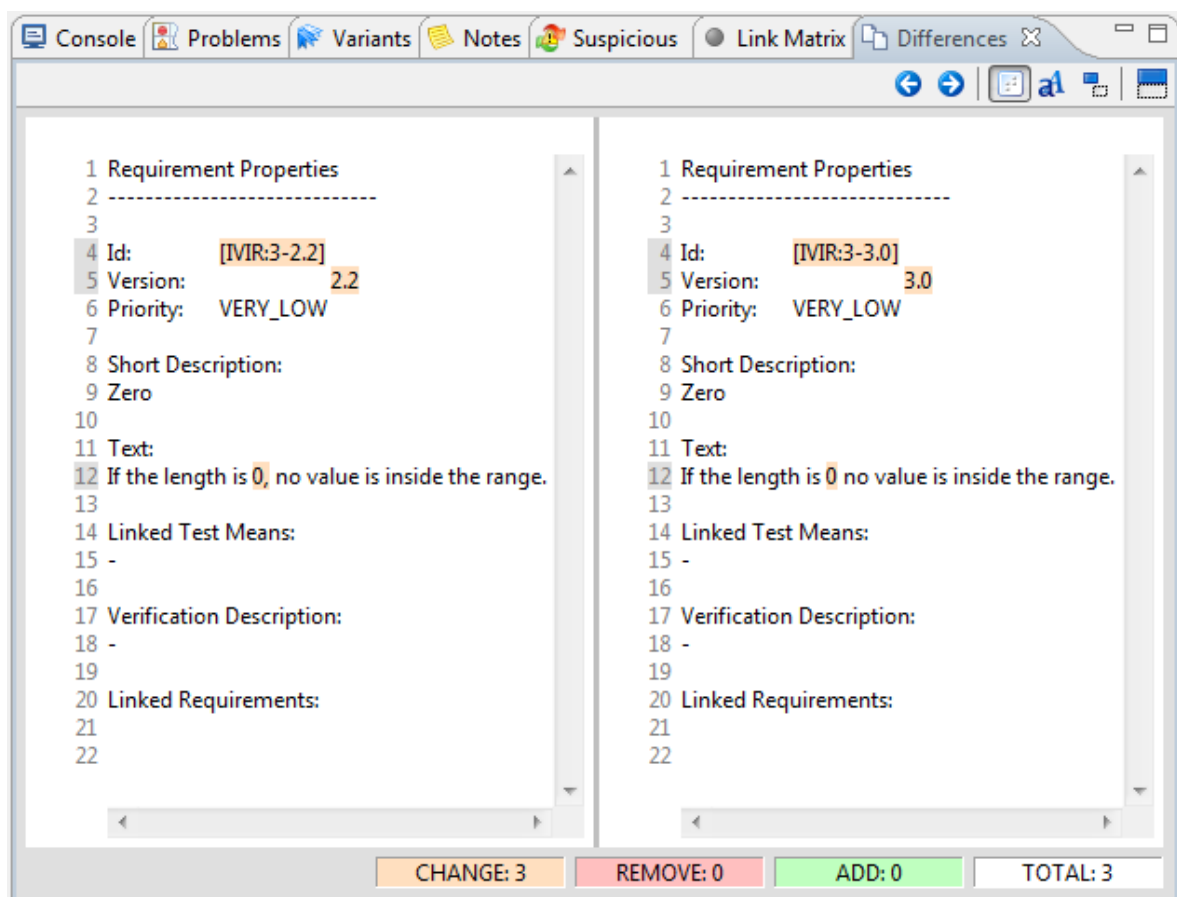 Console Problems Variants Notes Suspicious Link Matrix Differences
1 Requirement Properties
2 -----------------------------
3
4 Id: [IVIR:3-2.2]
5 Version: 2.2
6 Priority: VERY_LOW
7
8 Short Description:
9 Zero
10
11 Text:
12 If the length is 0, no value is inside the range.
13
14 Linked Test Means:
15 -
16
17 Verification Description:
18 -
19
20 Linked Requirements:
21
22
1 Requirement Properties
2 -----------------------------
3
4 Id: [IVIR:3-3.0]
5 Version: 3.0
6 Priority: VERY_LOW
7
8 Short Description:
9 Zero
10
11 Text:
12 If the length is 0 no value is inside the range.
13
14 Linked Test Means:
15 -
16
17 Verification Description:
18 -
19
20 Linked Requirements:
21
22
CHANGE: 3 REMOVE: 0 ADD: 0 TOTAL: 3